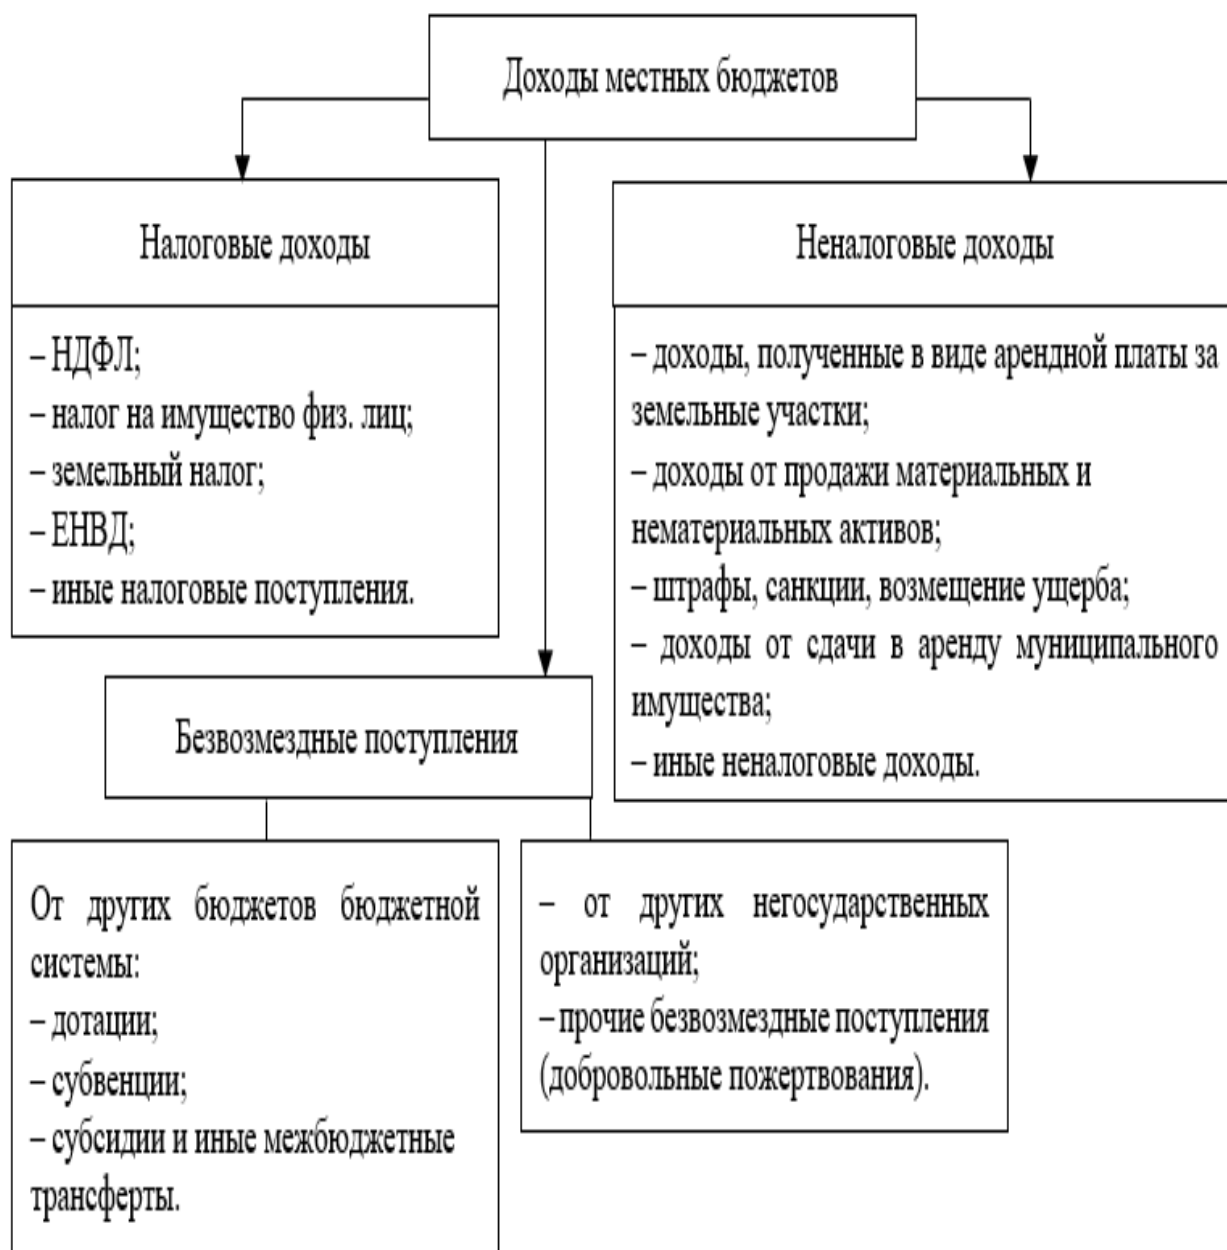 Доходы местных бюджетов
Налоговые доходы
– НДФЛ;
– налог на имущество физ. лиц;
– земельный налог;
– ЕНВД;
– иные налоговые поступления.
Неналоговые доходы
– доходы, полученные в виде арендной платы за
земельные участки;
– доходы от продажи материальных и
нематериальных активов;
– штрафы, санкции, возмещение ущерба;
– доходы от сдачи в аренду муниципального
имущества;
– иные неналоговые доходы.
Безвозмездные поступления
От других бюджетов бюджетной
системы:
– дотации;
– субвенции;
– субсидии и иные межбюджетные
трансферты.
– от других негосударственных
организаций;
– прочие безвозмездные поступления
(добровольные пожертвования).